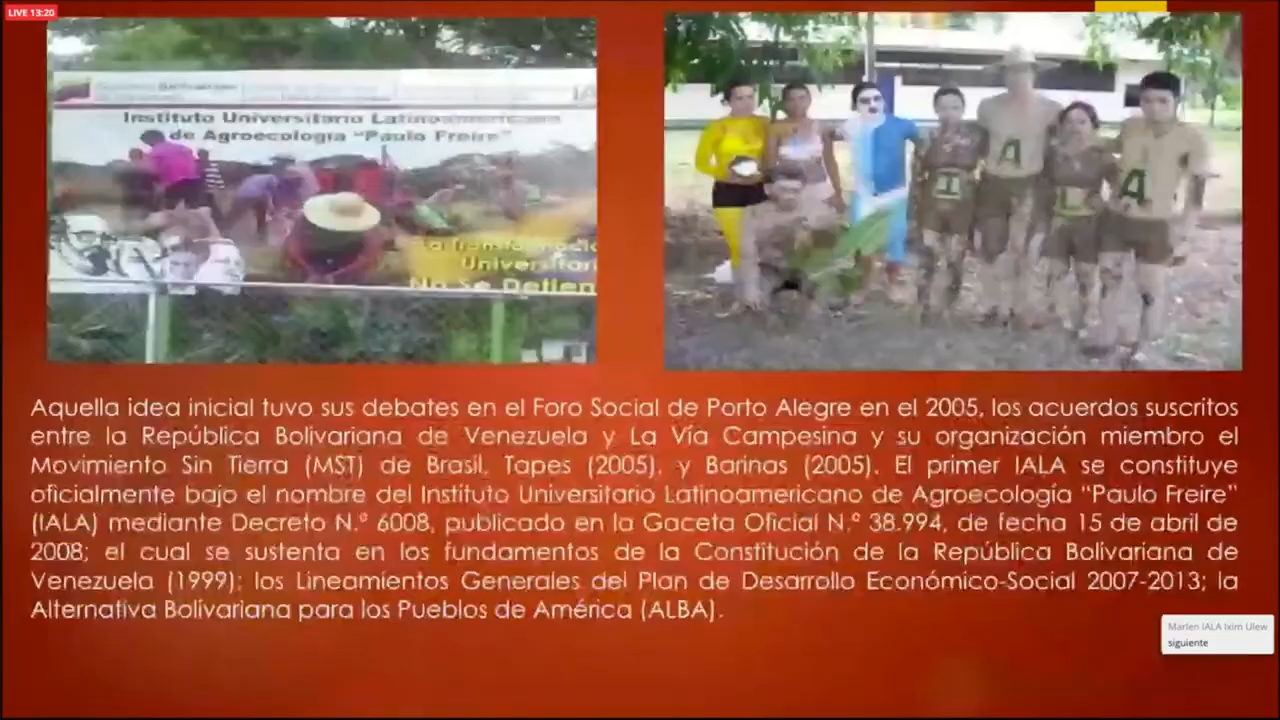 LIVE 13:20
Instituto Universitario Latinoamericano
de Agroecología "Paulo Freire"
Universitari
No Se Detien
I
A
L
A
Aquella idea inicial tuvo sus debates en el Foro Social de Porto Alegre en el 2005, los acuerdos suscritos
entre la República Bolivariana de Venezuela y La Vía Campesina y su organización miembro el
Movimiento Sin Tierra (MST) de Brasil, Tapes (2005), y Barinas (2005). El primer IALA se constituye
oficialmente bajo el nombre del Instituto Universitario Latinoamericano de Agroecología "Paulo Freire"
(IALA) mediante Decreto N.º 6008, publicado en la Gaceta Oficial N.º 38.994, de fecha 15 de abril de
2008; el cual se sustenta en los fundamentos de la Constitución de la República Bolivariana de
Venezuela (1999); los Lineamientos Generales del Plan de Desarrollo Económico-Social 2007-2013; la
Alternativa Bolivariana para los Pueblos de América (ALBA).
Marlen IALA Ixim Ulew
siguiente